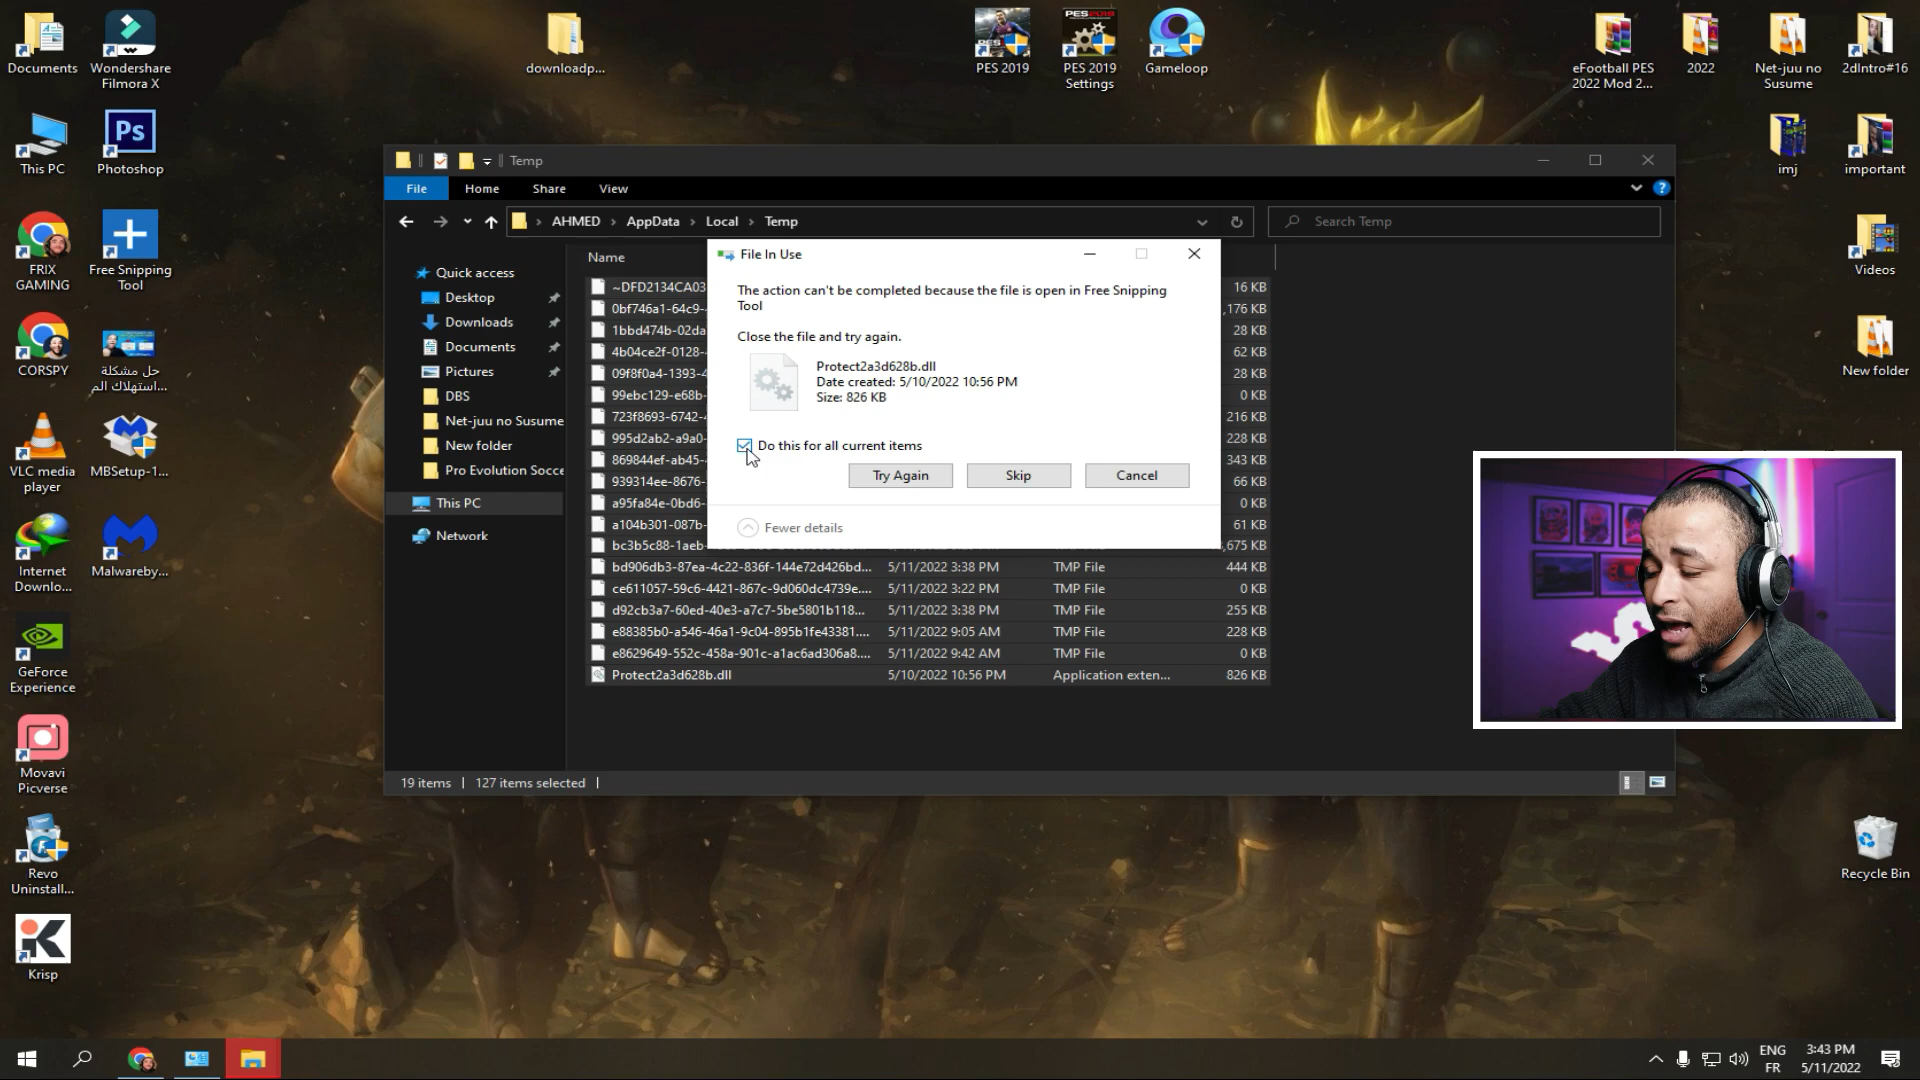 Documents
Wondershare
Filmora X
This PC
Photoshop
Ps
FRIX
GAMING
Free Snipping
Tool
CORSPY
حل مشكلة
استهلاك الم...
VLC media
player
MBSetup-1...
Internet
Downlo...
Malwareby...
GeForce
Experience
Movavi
Picverse
Revo
Uninstall...
Krisp
downloadp...
PES 2019
PES 2019
Settings
Gameloop
eFootball PES
2022 Mod 2...
2022
Net-juu no
Susume
2dIntro#16
imj
important
Videos
New folder
Recycle Bin
Temp
File
Home
Share
View
AHMED
AppData
Local
Temp
Search Temp
Quick access
Desktop
Downloads
Documents
Pictures
DBS
Net-juu no Susume
New folder
Pro Evolution Socce
This PC
Network
Name
~DFD2134CA03 16 KB
0bf746a1-64c9- ,176 KB
1bbd474b-02da 28 KB
4b04ce2f-0128- 62 KB
09f8f0a4-1393-4 28 KB
99ebc129-e68b- 0 KB
723f8693-6742- 216 KB
995d2ab2-a9a0- 228 KB
869844ef-ab45- 343 KB
939314ee-8676- 66 KB
a95fa84e-0bd6- 0 KB
a104b301-087b- 61 KB
bc3b5c88-1aeb- ,675 KB
bd906db3-87ea-4c22-836f-144e72d426bd... 5/11/2022 3:38 PM TMP File 444 KB
ce611057-59c6-4421-867c-9d060dc4739e.... 5/11/2022 3:22 PM TMP File 0 KB
d92cb3a7-60ed-40e3-a7c7-5be5801b118... 5/11/2022 3:38 PM TMP File 255 KB
e88385b0-a546-46a1-9c04-895b1fe43381.... 5/11/2022 9:05 AM TMP File 228 KB
e8629649-552c-458a-901c-a1ac6ad306a8.... 5/11/2022 9:42 AM TMP File 0 KB
Protect2a3d628b.dll 5/10/2022 10:56 PM Application exten... 826 KB
19 items
127 items selected
File In Use
The action can't be completed because the file is open in Free Snipping
Tool
Close the file and try again.
Protect2a3d628b.dll
Date created: 5/10/2022 10:56 PM
Size: 826 KB
Do this for all current items
Try Again
Skip
Cancel
Fewer details
ENG
FR
3:43 PM
5/11/2022